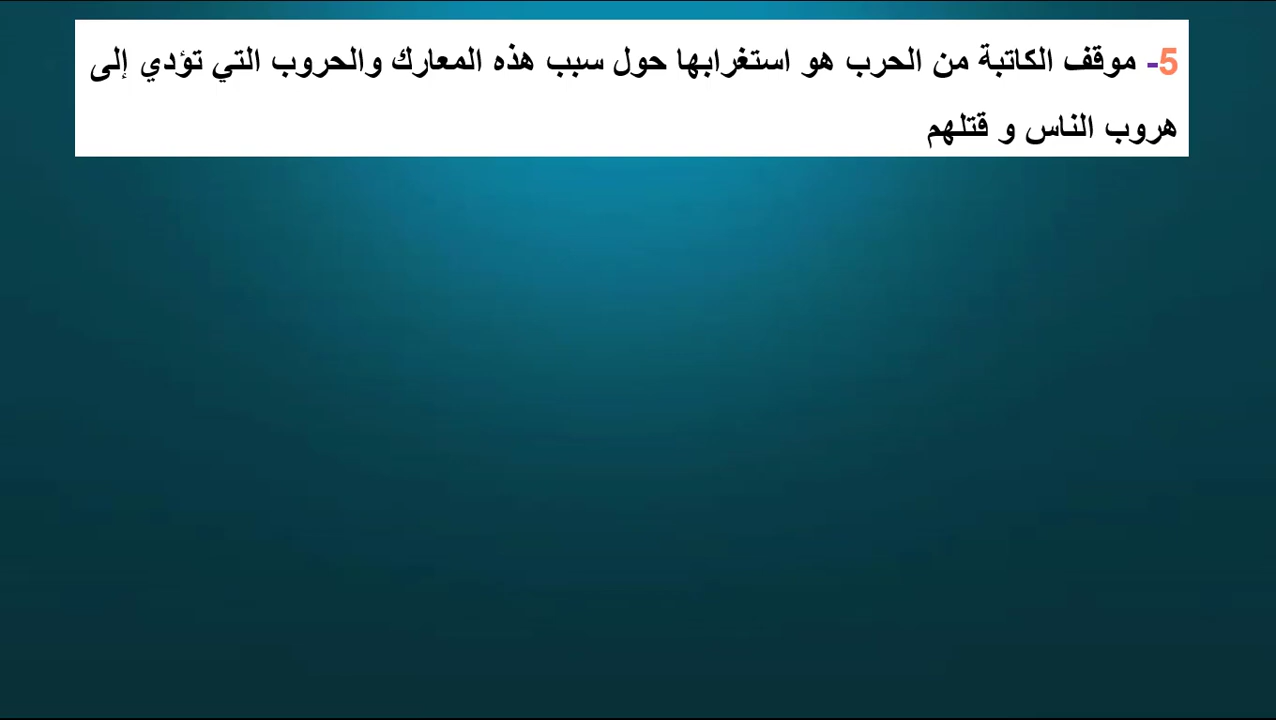 5- موقف الكاتبة من الحرب هو استغرابها حول سبب هذه المعارك والحروب التي تؤدي إلى
هروب الناس و قتلهم